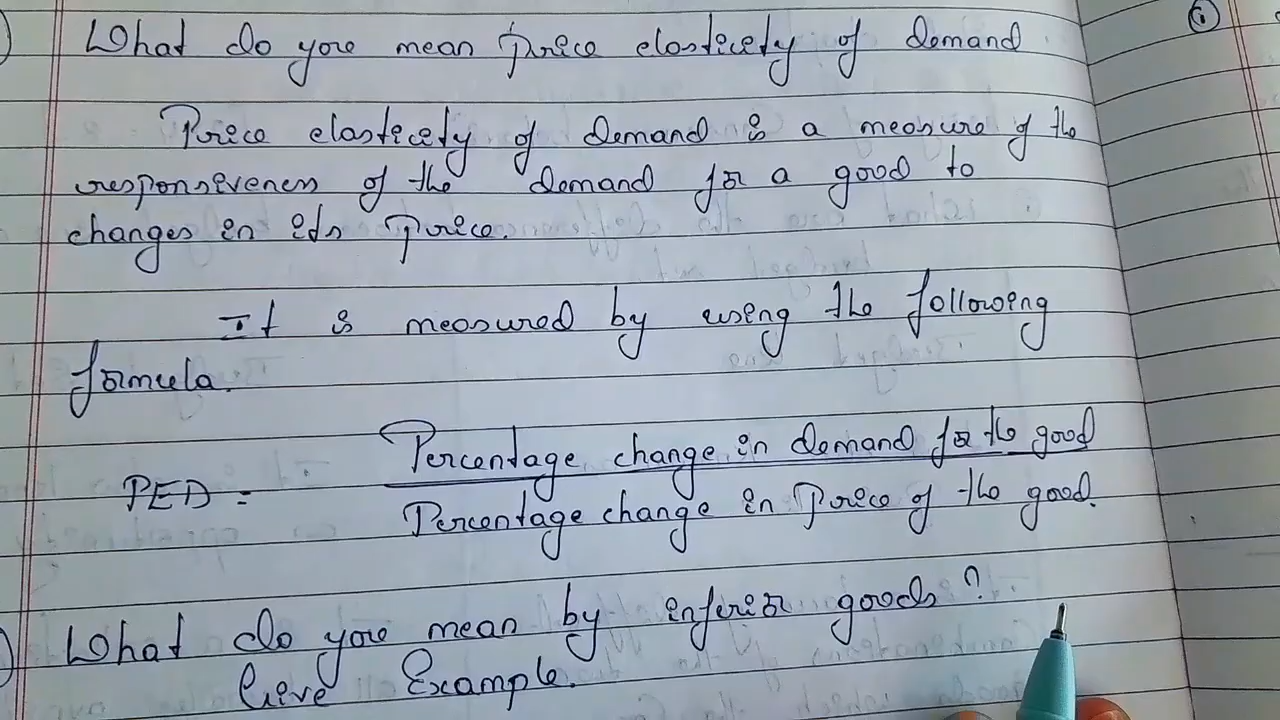 What do you mean price elasticity of demand
Price elasticity of demand is a measure of the
responsiveness of the demand for a good to
changes in its price.
It is measured by using the following
formula.
Percentage change in demand for the good
PED =
Percentage change in Price of the good.
What do you mean by inferior goods?
Give Example.